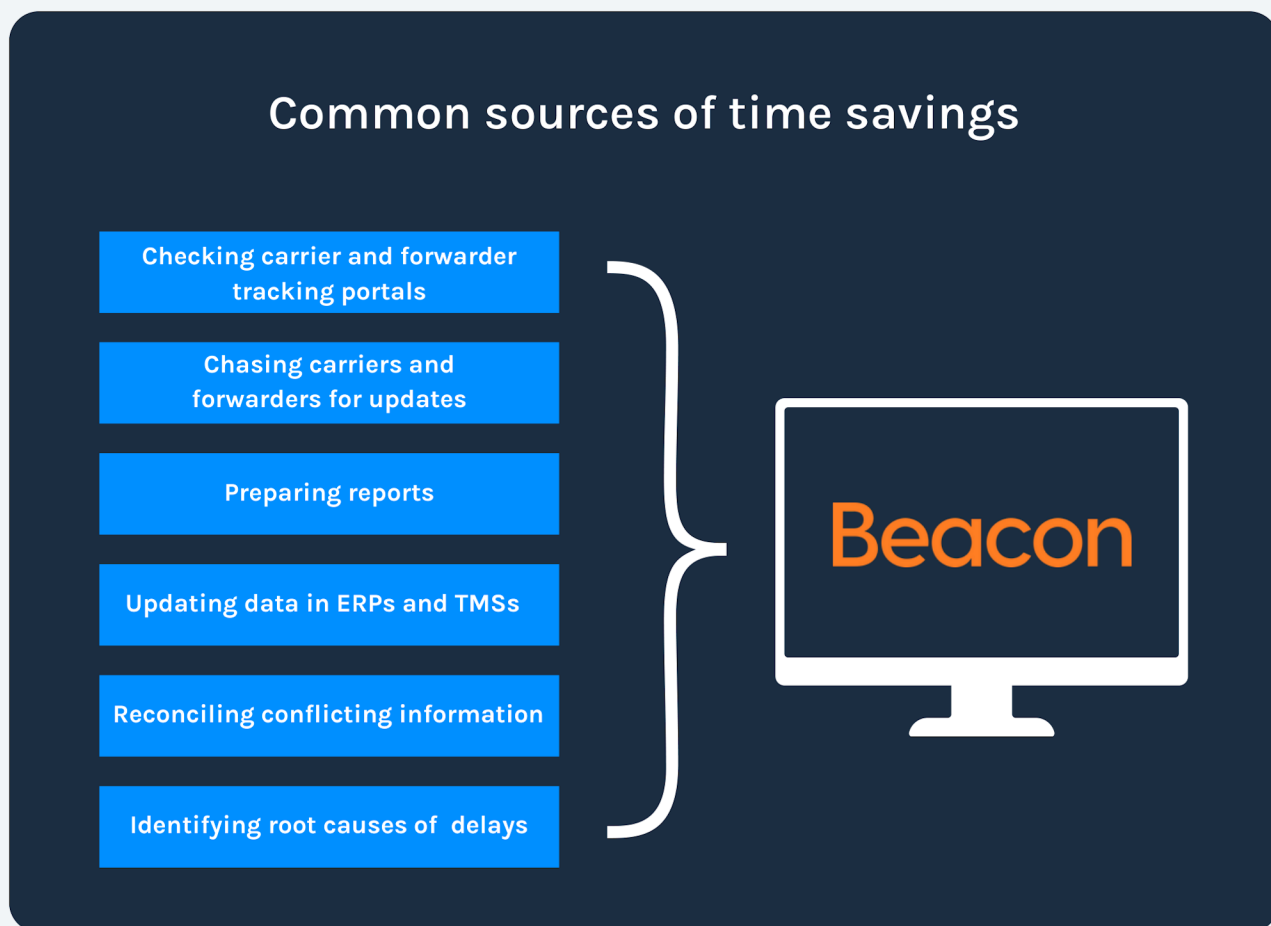 Common sources of time savings
Checking carrier and forwarder
tracking portals
Chasing carriers and
forwarders for updates
Preparing reports
Updating data in ERPs and TMSs
Reconciling conflicting information
Identifying root causes of delays
Beacon